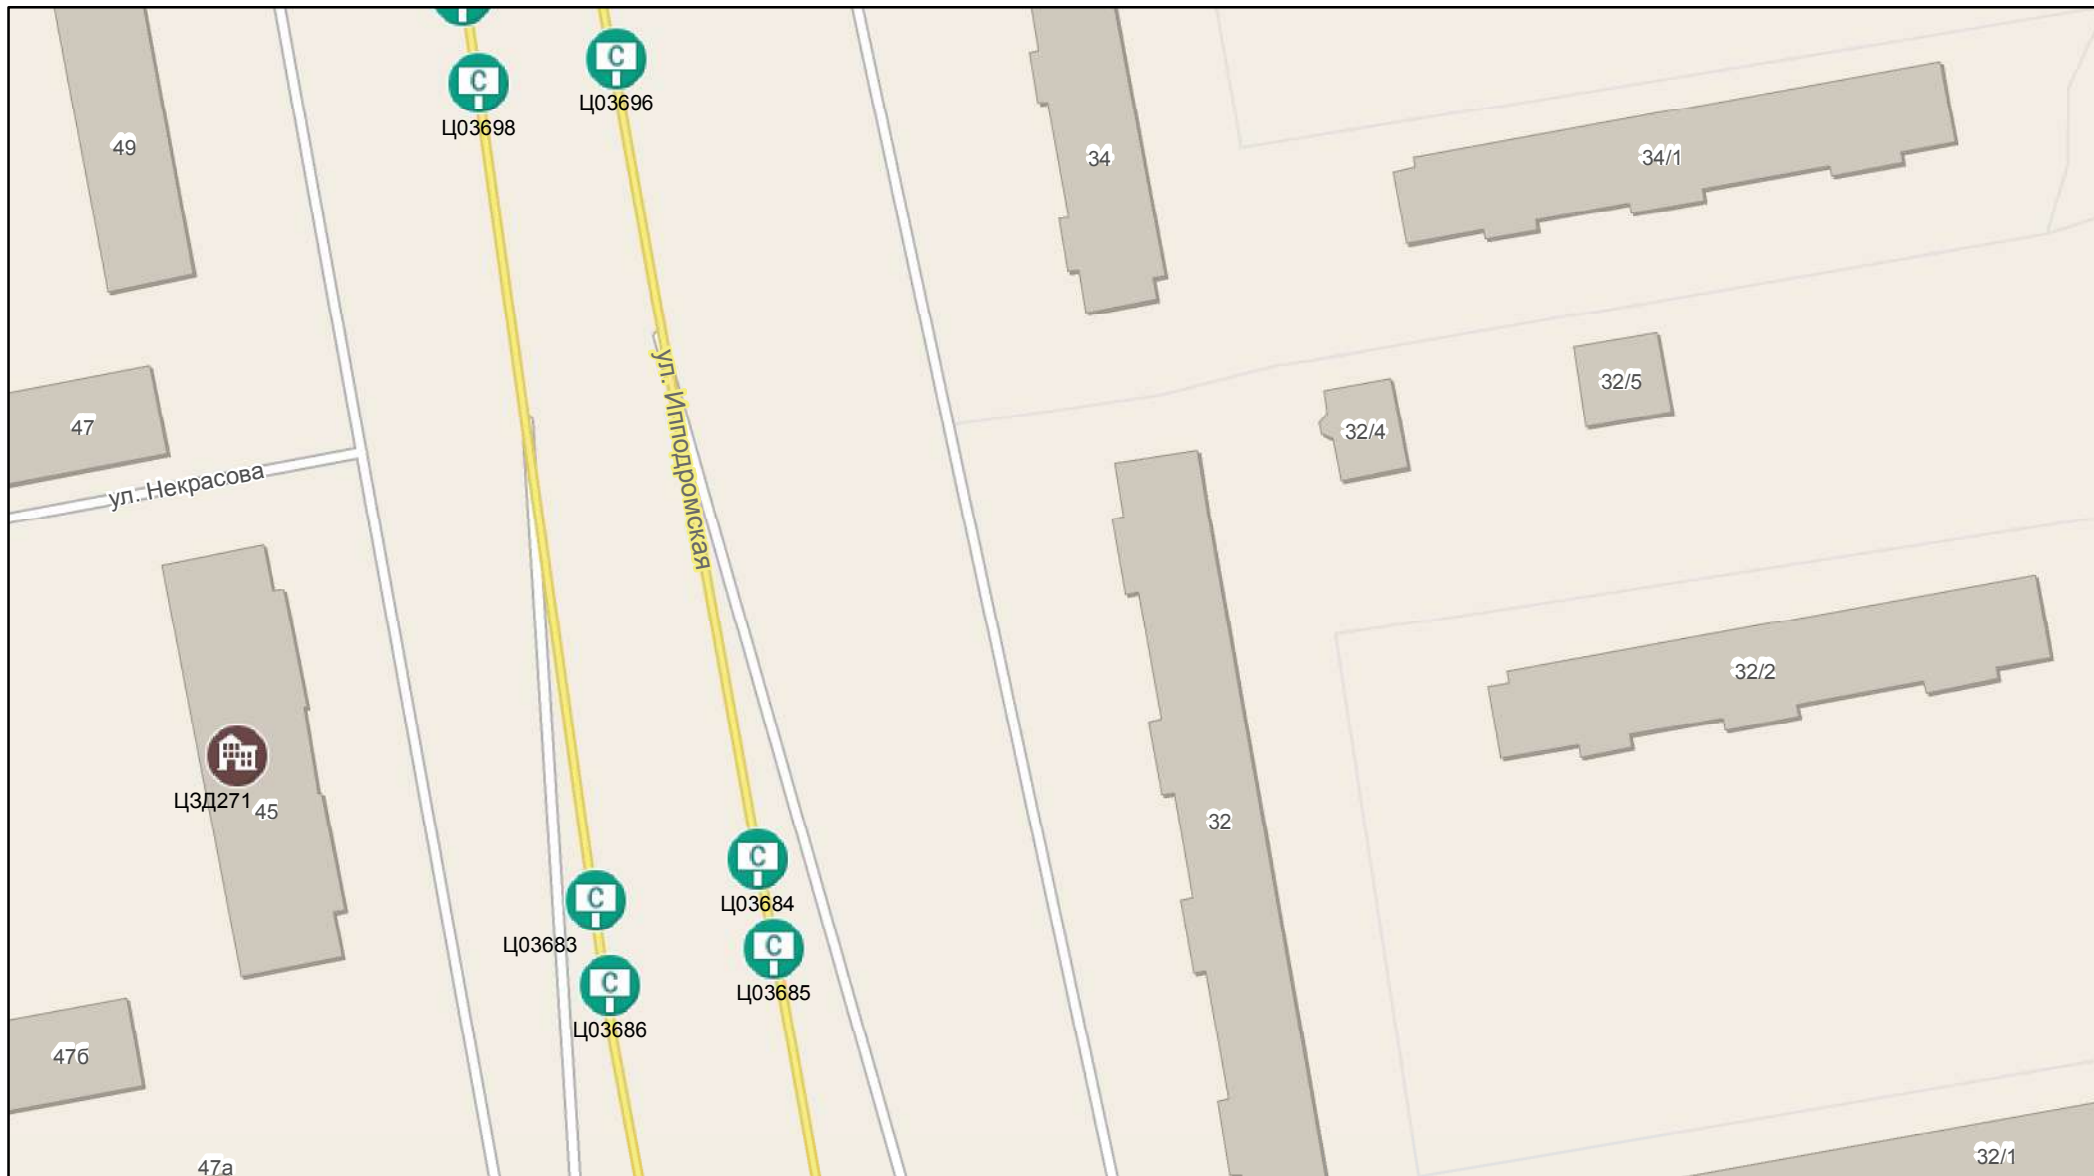 С
Ц03696
С
Ц03698
49
34
34/1
ул. Ипподромская
32/5
47
32/4
ул. Некрасова
32/2
ЦЗД271
45
32
С
Ц03684
С
Ц03683
С
Ц03685
С
Ц03686
47б
32/1
47а